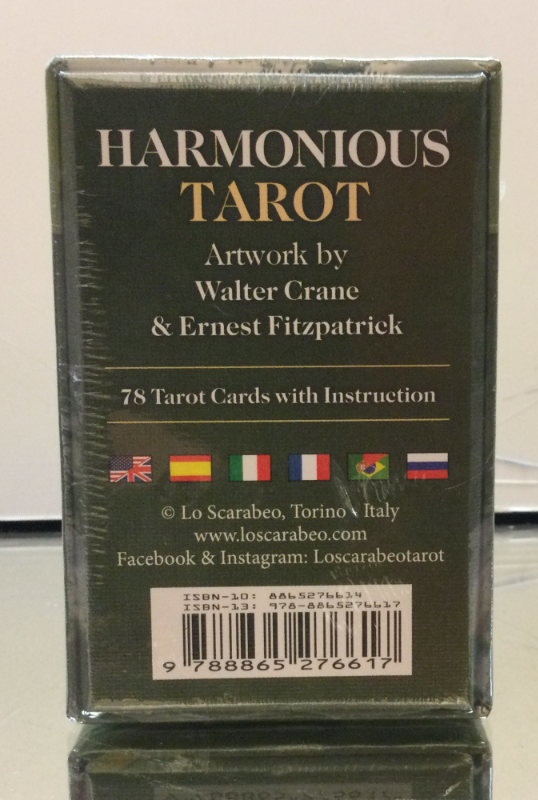 HARMONIOUS
TAROT
Artwork by
Walter Crane
& Ernest Fitzpatrick
78 Tarot Cards with Instruction
© Lo Scarabeo, Torino - Italy
www.loscarabeo.com
Facebook & Instagram: Loscarabeotarot
ISBN-10: 8865276614
ISBN-13: 978-8865276617
9 788865 276617